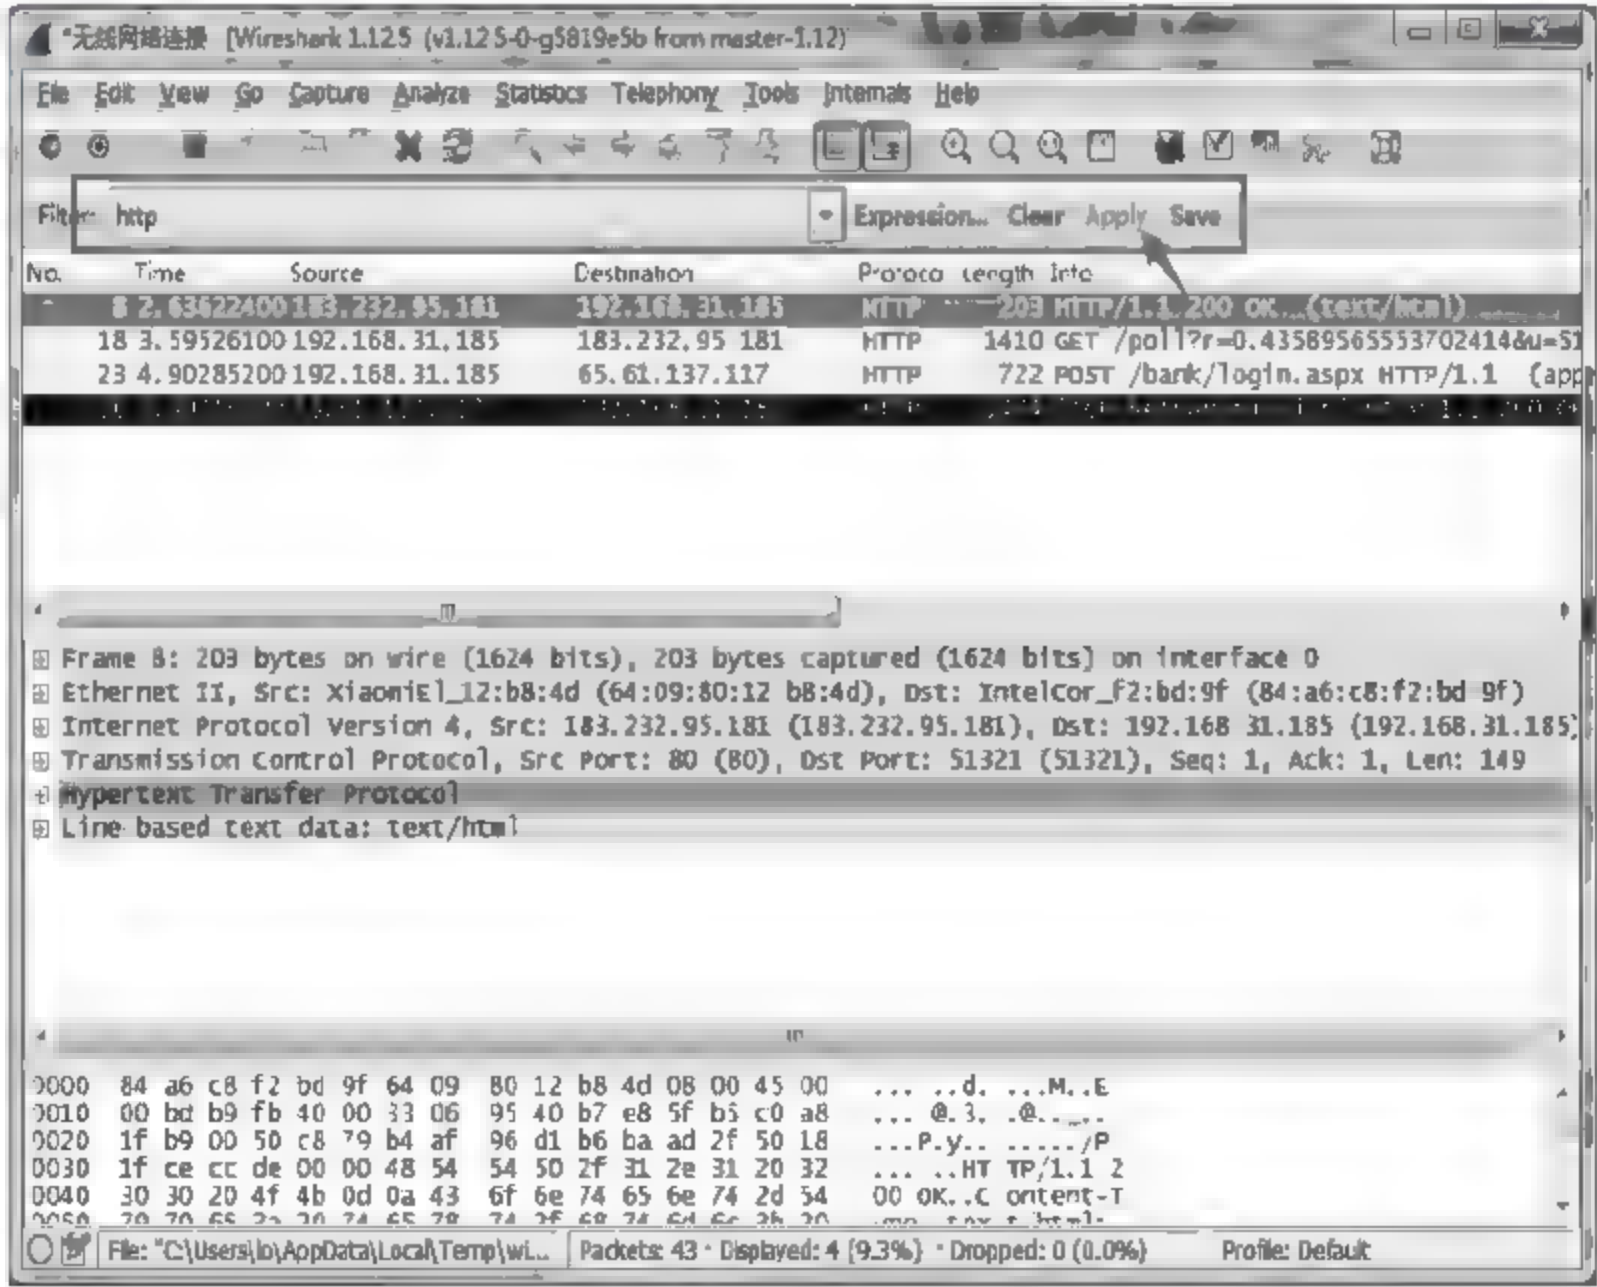 *无线网络连接 [Wireshark 1.12.5 (v1.12.5-0-g5819e5b from master-1.12)]
File Edit View Go Capture Analyze Statistics Telephony Tools Internals Help
Filter: http Expression... Clear Apply Save
No. Time Source Destination Protocol Length Info
8 2.63622400 183.232.95.181 192.168.31.185 HTTP 203 HTTP/1.1 200 OK (text/html)
18 3.59526100 192.168.31.185 183.232.95 181 HTTP 1410 GET /poll?r=0.43589565553702414&u=51
23 4.90285200 192.168.31.185 65.61.137.117 HTTP 722 POST /bank/login.aspx HTTP/1.1 (app
Frame 8: 203 bytes on wire (1624 bits), 203 bytes captured (1624 bits) on interface 0
Ethernet II, Src: XiaomiEl_12:b8:4d (64:09:80:12 b8:4d), Dst: IntelCor_f2:bd:9f (84:a6:c8:f2:bd 9f)
Internet Protocol Version 4, Src: 183.232.95.181 (183.232.95.181), Dst: 192.168 31.185 (192.168.31.185)
Transmission Control Protocol, Src Port: 80 (80), Dst Port: 51321 (51321), Seq: 1, Ack: 1, Len: 149
Hypertext Transfer Protocol
Line-based text data: text/html
0000 84 a6 c8 f2 bd 9f 64 09 80 12 b8 4d 08 00 45 00 ... ..d. ...M..E
0010 00 bd b9 fb 40 00 33 06 95 40 b7 e8 5f b5 c0 a8 ... @.3. .@.._..
0020 1f b9 00 50 c8 79 b4 af 96 d1 b6 ba ad 2f 50 18 ...P.y.. ...../P
0030 1f ce cc de 00 00 48 54 54 50 2f 31 2e 31 20 32 ... ..HT TP/1.1 2
0040 30 30 20 4f 4b 0d 0a 43 6f 6e 74 65 6e 74 2d 54 00 OK..C ontent-T
File: "C:\Users\lo\AppData\Local\Temp\wi... Packets: 43 · Displayed: 4 (9.3%) · Dropped: 0 (0.0%) Profile: Default